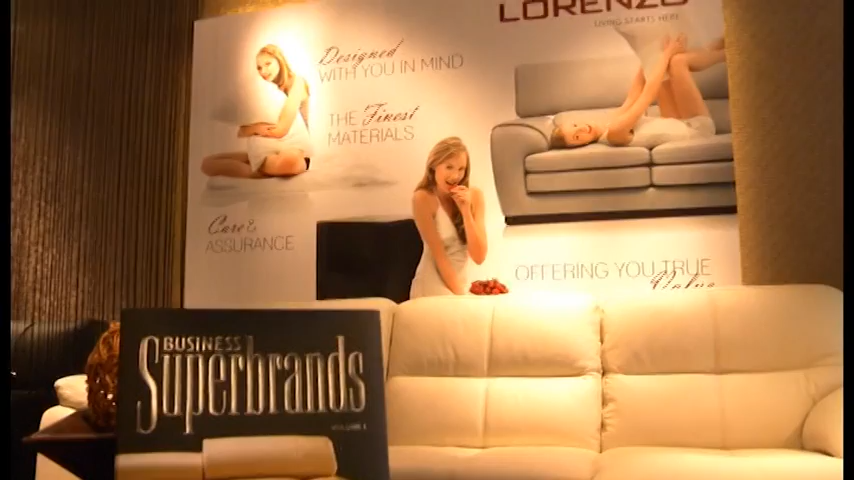 LORENZO
LIVING STARTS HERE
Designed
WITH YOU IN MIND
THE Finest
MATERIALS
Care &
ASSURANCE
OFFERING YOU TRUE
Value
BUSINESS
Superbrands
VOLUME I